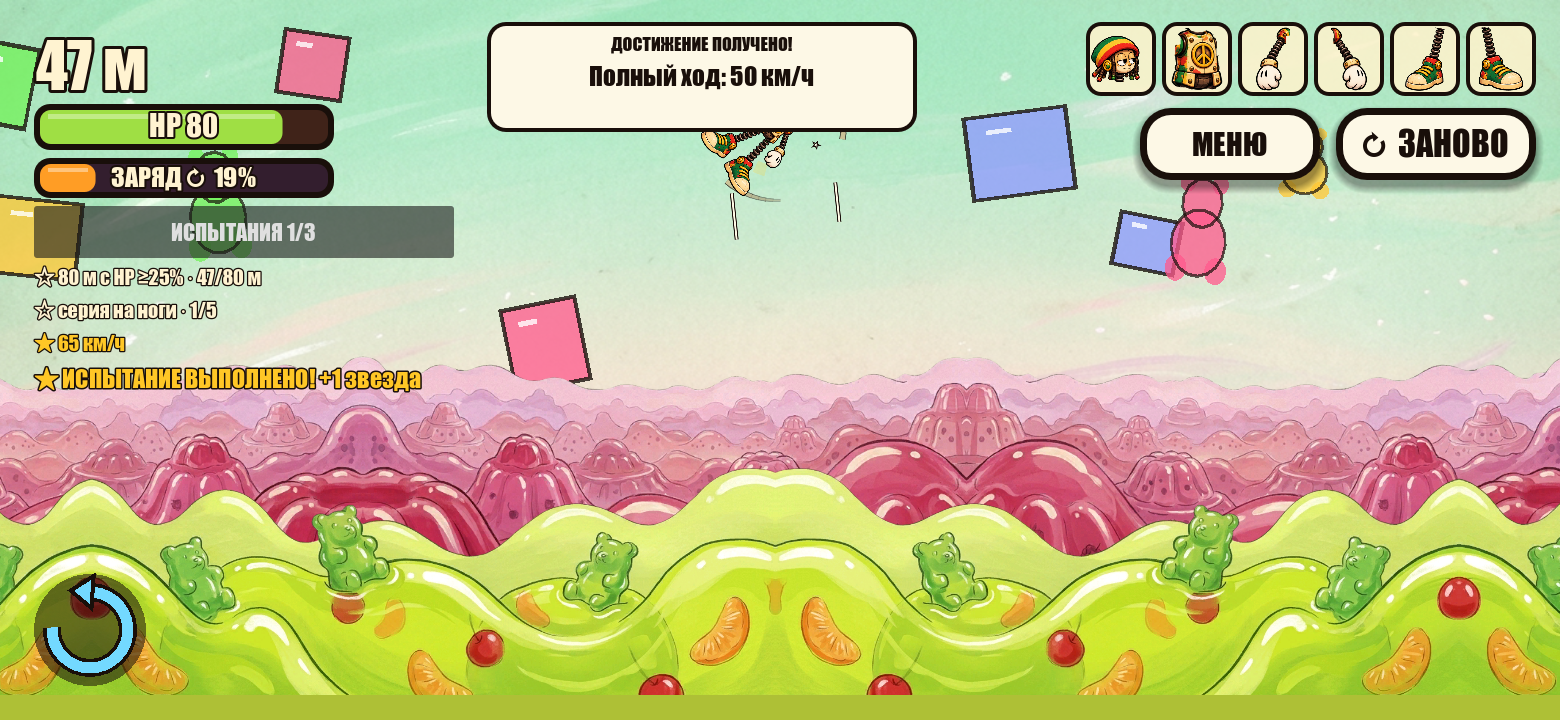 47 м
HP 80
ЗАРЯД 19%
ИСПЫТАНИЯ 1/3
☆ 80 м с HP ≥25% · 47/80 м
☆ серия на ноги · 1/5
★ 65 км/ч
★ ИСПЫТАНИЕ ВЫПОЛНЕНО! +1 звезда
ДОСТИЖЕНИЕ ПОЛУЧЕНО!
Полный ход: 50 км/ч
МЕНЮ
ЗАНОВО